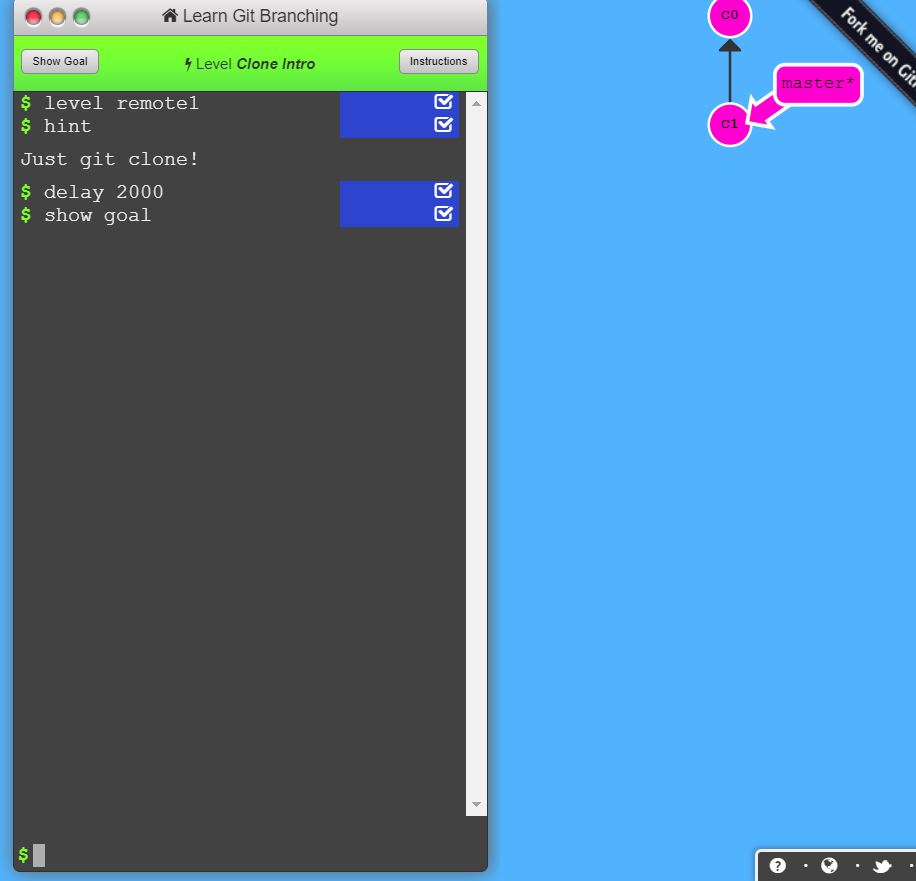 Learn Git Branching
Show Goal
Level Clone Intro
Instructions
$ level remote1
$ hint
Just git clone!
$ delay 2000
$ show goal
$
C0
master*
C1
Fork me on Git
?